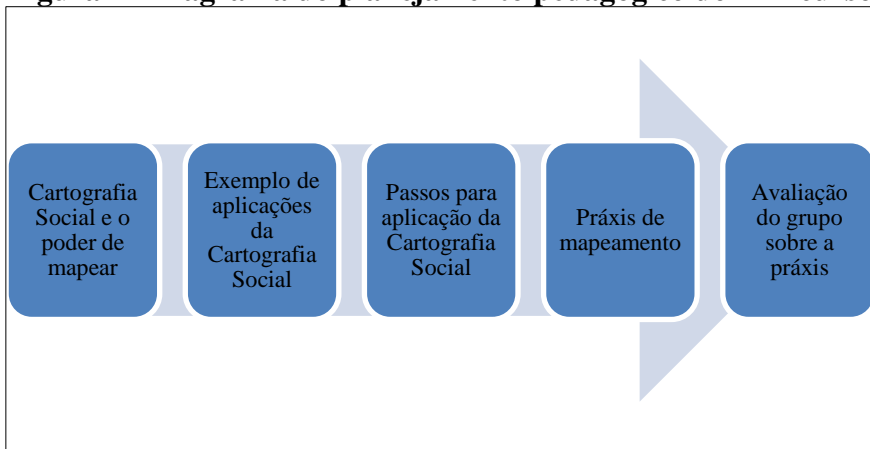 Cartografia
Social e o
poder de
mapear
Exemplo de
aplicações
da
Cartografia
Social
Passos para
aplicação da
Cartografia
Social
Práxis de
mapeamento
Avaliação
do grupo
sobre a
práxis